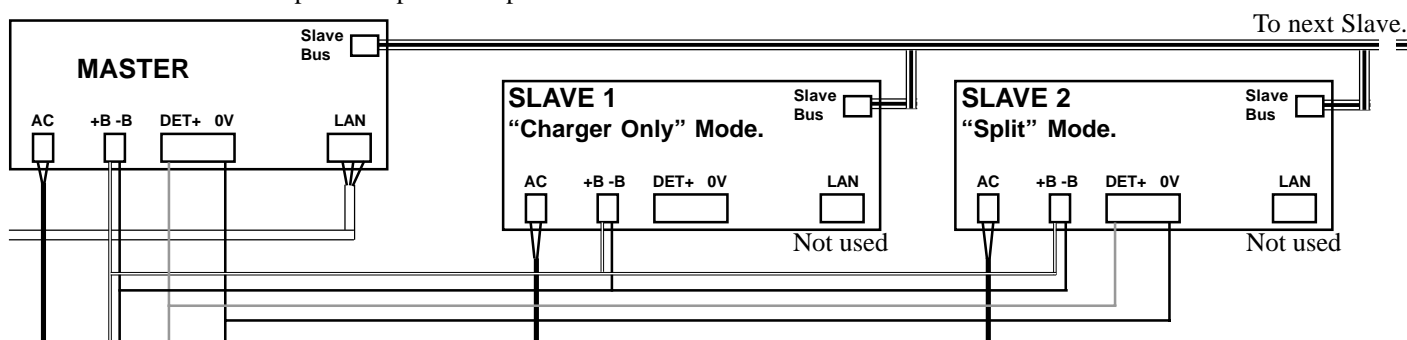 To next Slave.
Slave
Bus
MASTER
AC +B -B DET+ 0V LAN
SLAVE 1
“Charger Only” Mode.
Slave
Bus
AC +B -B DET+ 0V LAN
Not used
SLAVE 2
“Split” Mode.
Slave
Bus
AC +B -B DET+ 0V LAN
Not used